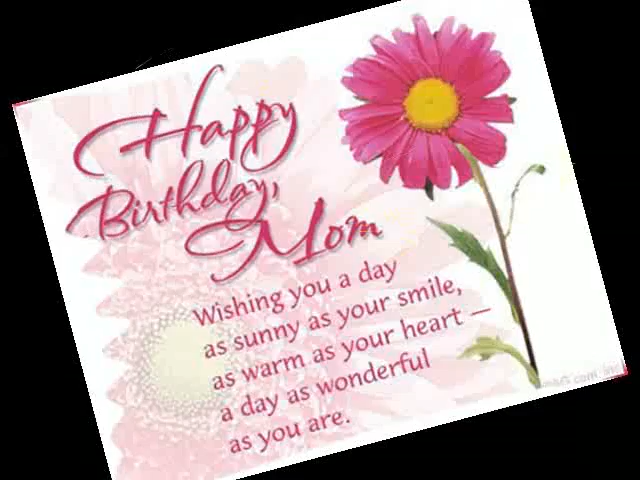 Happy
Birthday,
Mom
Wishing you a day
as sunny as your smile,
as warm as your heart —
a day as wonderful
as you are.